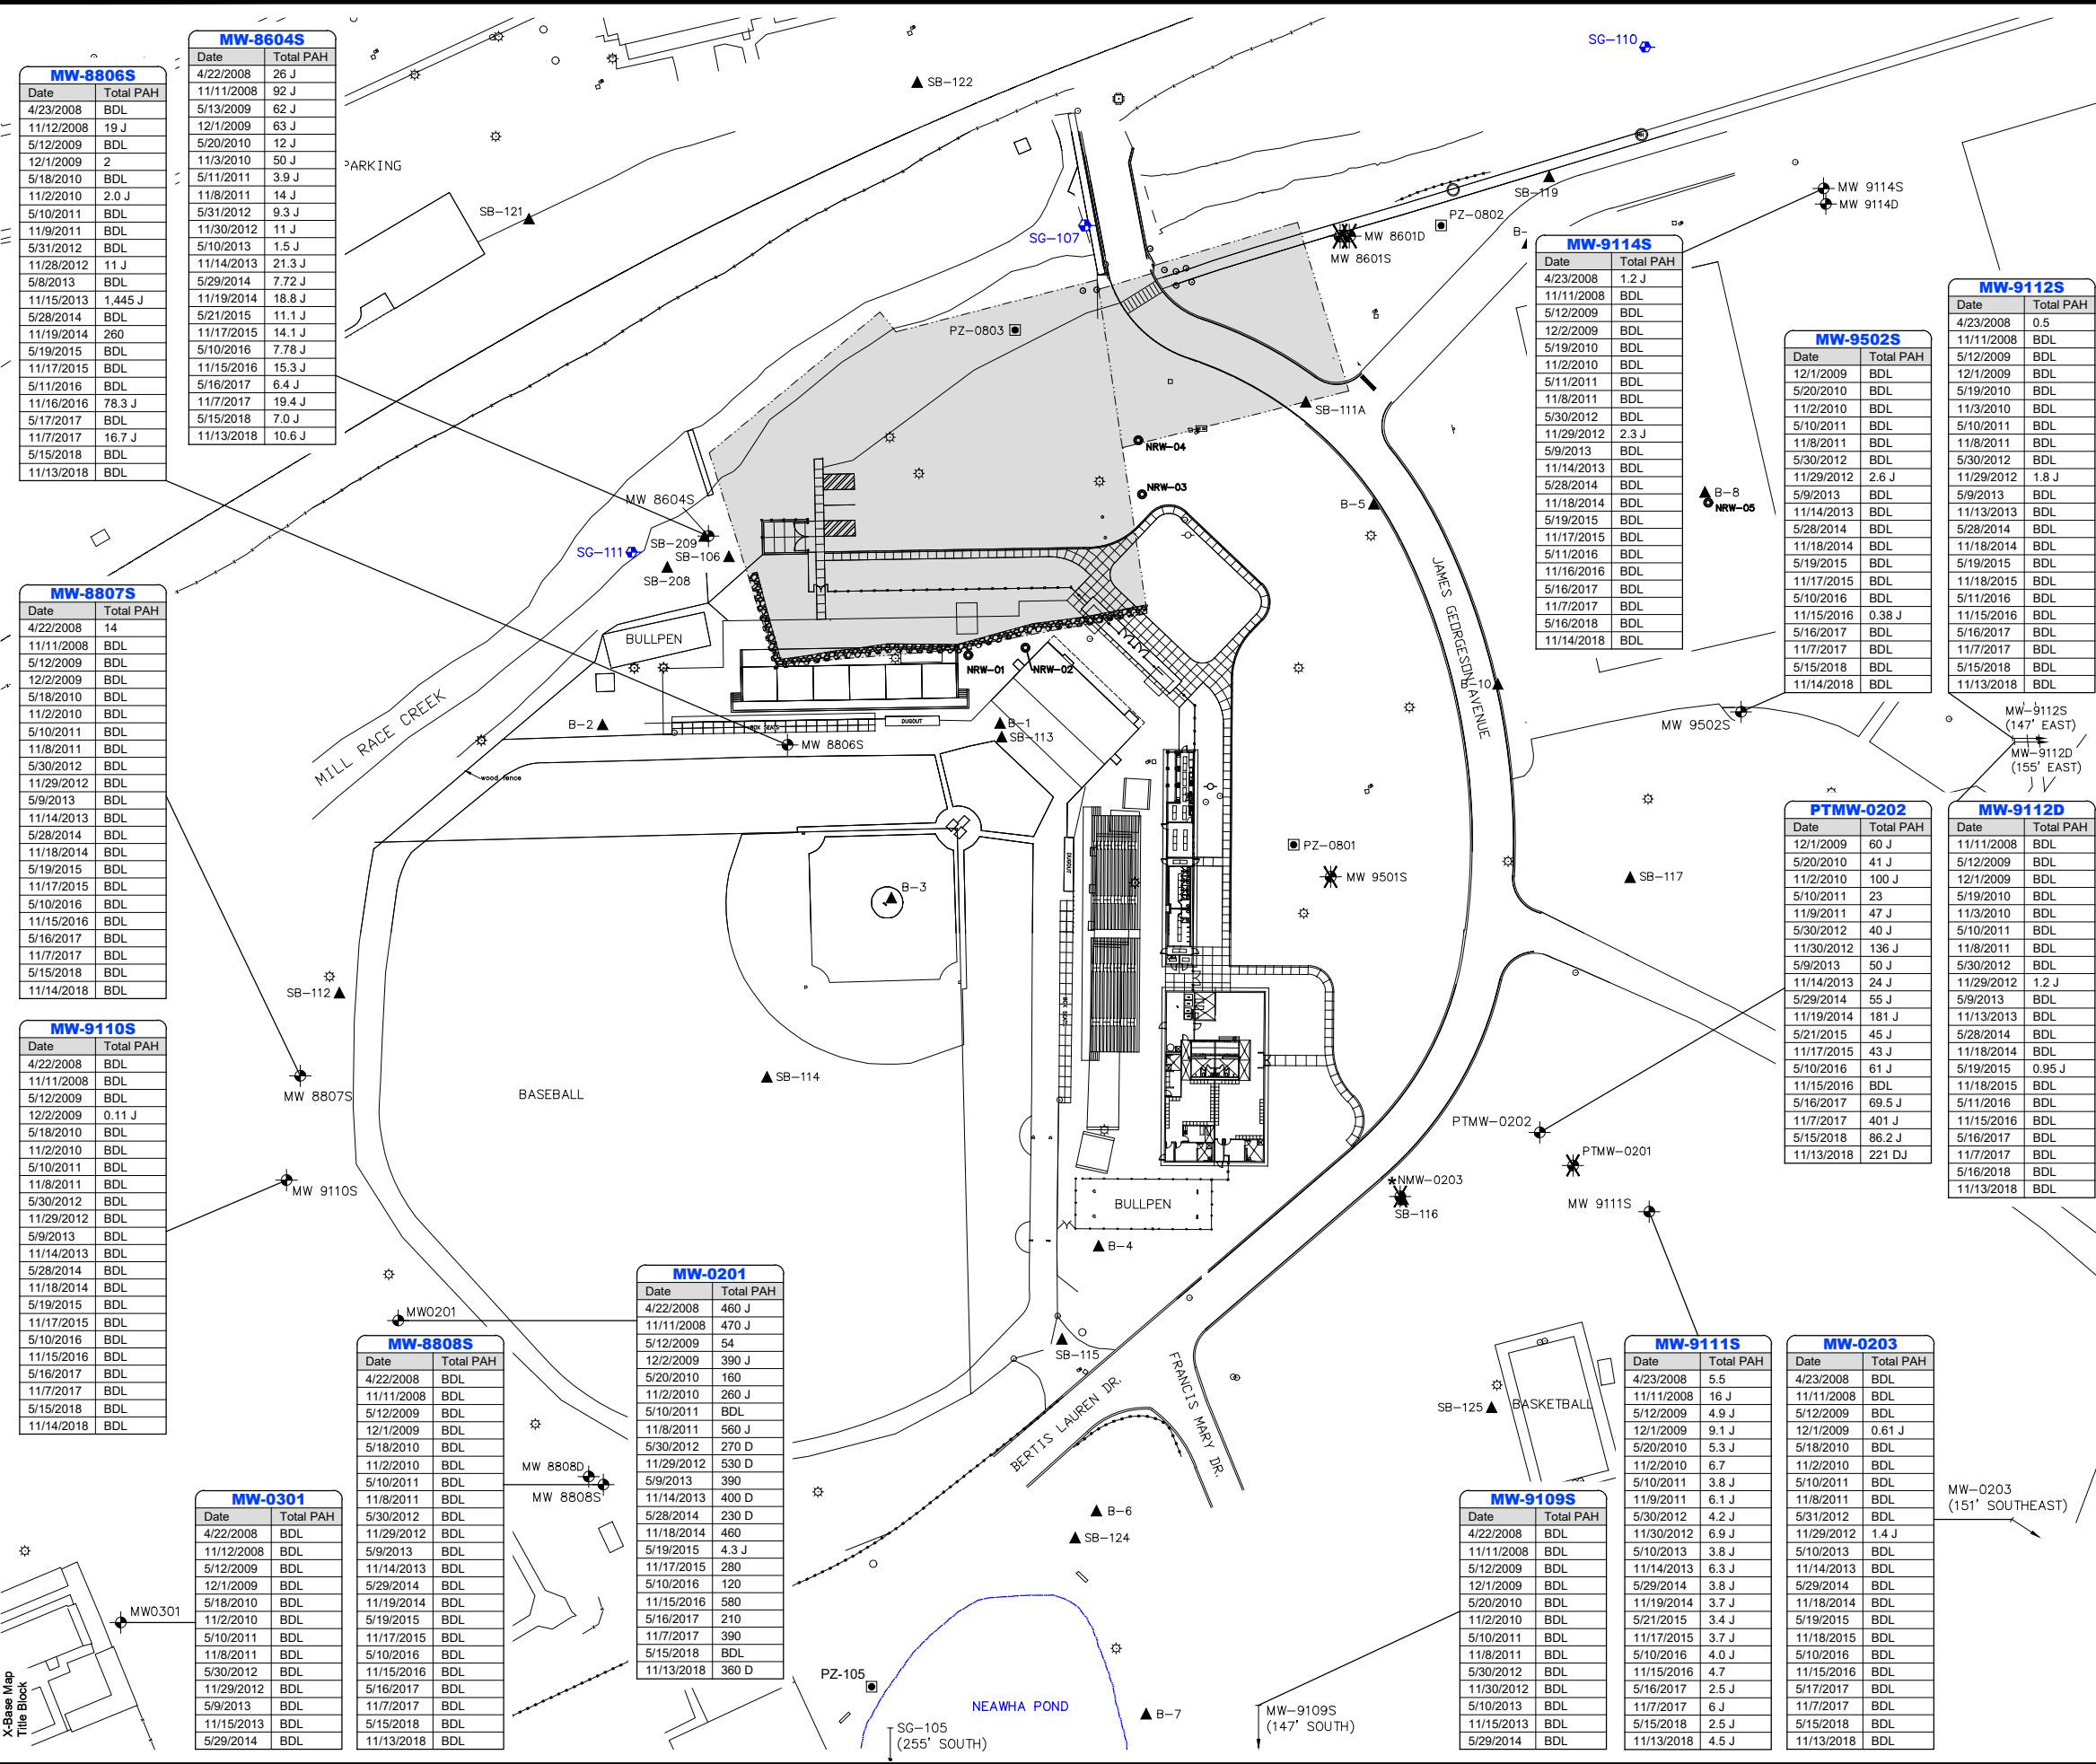 MW-8604S
Date Total PAH
4/22/2008 26 J
11/11/2008 92 J
5/13/2009 62 J
12/1/2009 63 J
5/20/2010 12 J
11/3/2010 50 J
5/11/2011 3.9 J
11/8/2011 14 J
5/31/2012 9.3 J
11/30/2012 11 J
5/10/2013 1.5 J
11/14/2013 21.3 J
5/29/2014 7.72 J
11/19/2014 18.8 J
5/21/2015 11.1 J
11/17/2015 14.1 J
5/10/2016 7.78 J
11/15/2016 15.3 J
5/16/2017 6.4 J
11/7/2017 19.4 J
5/15/2018 7.0 J
11/13/2018 10.6 J
MW-8806S
Date Total PAH
4/23/2008 BDL
11/12/2008 19 J
5/12/2009 BDL
12/1/2009 2
5/18/2010 BDL
11/2/2010 2.0 J
5/10/2011 BDL
11/9/2011 BDL
5/31/2012 BDL
11/28/2012 11 J
5/8/2013 BDL
11/15/2013 1,445 J
5/28/2014 BDL
11/19/2014 260
5/19/2015 BDL
11/17/2015 BDL
5/11/2016 BDL
11/16/2016 78.3 J
5/17/2017 BDL
11/7/2017 16.7 J
5/15/2018 BDL
11/13/2018 BDL
SG-110
SB-122
PARKING
SB-121
SG-107
SB-119
PZ-0802
MW 8601D
MW 8601S
B-
MW 9114S
MW 9114D
MW-9114S
Date Total PAH
4/23/2008 1.2 J
11/11/2008 BDL
5/12/2009 BDL
12/2/2009 BDL
5/19/2010 BDL
11/2/2010 BDL
5/11/2011 BDL
11/8/2011 BDL
5/30/2012 BDL
11/29/2012 2.3 J
5/9/2013 BDL
11/14/2013 BDL
5/28/2014 BDL
11/18/2014 BDL
5/19/2015 BDL
11/17/2015 BDL
5/11/2016 BDL
11/16/2016 BDL
5/16/2017 BDL
11/7/2017 BDL
5/16/2018 BDL
11/14/2018 BDL
MW-9112S
Date Total PAH
4/23/2008 0.5
11/11/2008 BDL
5/12/2009 BDL
12/1/2009 BDL
5/19/2010 BDL
11/3/2010 BDL
5/10/2011 BDL
11/8/2011 BDL
5/30/2012 BDL
11/29/2012 1.8 J
5/9/2013 BDL
11/13/2013 BDL
5/28/2014 BDL
11/18/2014 BDL
5/19/2015 BDL
11/18/2015 BDL
5/11/2016 BDL
11/15/2016 BDL
5/16/2017 BDL
11/7/2017 BDL
5/15/2018 BDL
11/13/2018 BDL
MW-9502S
Date Total PAH
12/1/2009 BDL
5/20/2010 BDL
11/2/2010 BDL
5/10/2011 BDL
11/8/2011 BDL
5/30/2012 BDL
11/29/2012 2.6 J
5/9/2013 BDL
11/14/2013 BDL
5/28/2014 BDL
11/18/2014 BDL
5/19/2015 BDL
11/17/2015 BDL
5/10/2016 BDL
11/15/2016 0.38 J
5/16/2017 BDL
11/7/2017 BDL
5/15/2018 BDL
11/14/2018 BDL
PZ-0803
SB-111A
NRW-04
NRW-03
B-5
B-8
NRW-05
MW 8604S
SG-111
SB-209
SB-106
SB-208
JAMES GEORGESON AVENUE
BULLPEN
NRW-01
NRW-02
B-10
MILL RACE CREEK
B-2
BOX SEATS
DUGOUT
B-1
SB-113
MW 8806S
wood fence
MW 9502S
MW-9112S
(147' EAST)
MW-9112D
(155' EAST)
MW-8807S
Date Total PAH
4/22/2008 14
11/11/2008 BDL
5/12/2009 BDL
12/2/2009 BDL
5/18/2010 BDL
11/2/2010 BDL
5/10/2011 BDL
11/8/2011 BDL
5/30/2012 BDL
11/29/2012 BDL
5/9/2013 BDL
11/14/2013 BDL
5/28/2014 BDL
11/18/2014 BDL
5/19/2015 BDL
11/17/2015 BDL
5/10/2016 BDL
11/15/2016 BDL
5/16/2017 BDL
11/7/2017 BDL
5/15/2018 BDL
11/14/2018 BDL
PTMW-0202
Date Total PAH
12/1/2009 60 J
5/20/2010 41 J
11/2/2010 100 J
5/10/2011 23
11/9/2011 47 J
5/30/2012 40 J
11/30/2012 136 J
5/9/2013 50 J
11/14/2013 24 J
5/29/2014 55 J
11/19/2014 181 J
5/21/2015 45 J
11/17/2015 43 J
5/10/2016 61 J
11/15/2016 BDL
5/16/2017 69.5 J
11/7/2017 401 J
5/15/2018 86.2 J
11/13/2018 221 DJ
MW-9112D
Date Total PAH
11/11/2008 BDL
5/12/2009 BDL
12/1/2009 BDL
5/19/2010 BDL
11/3/2010 BDL
5/10/2011 BDL
11/8/2011 BDL
5/30/2012 BDL
11/29/2012 1.2 J
5/9/2013 BDL
11/13/2013 BDL
5/28/2014 BDL
11/18/2014 BDL
5/19/2015 0.95 J
11/18/2015 BDL
5/11/2016 BDL
11/15/2016 BDL
5/16/2017 BDL
11/7/2017 BDL
5/16/2018 BDL
11/13/2018 BDL
DUGOUT
PZ-0801
MW 9501S
SB-117
B-3
SB-112
BOX SEATS
MW 8807S
BASEBALL
SB-114
PTMW-0202
PTMW-0201
*NMW-0203
SB-116
MW 9111S
BULLPEN
B-4
MW 9110S
MW-9110S
Date Total PAH
4/22/2008 BDL
11/11/2008 BDL
5/12/2009 BDL
12/2/2009 0.11 J
5/18/2010 BDL
11/2/2010 BDL
5/10/2011 BDL
11/8/2011 BDL
5/30/2012 BDL
11/29/2012 BDL
5/9/2013 BDL
11/14/2013 BDL
5/28/2014 BDL
11/18/2014 BDL
5/19/2015 BDL
11/17/2015 BDL
5/10/2016 BDL
11/15/2016 BDL
5/16/2017 BDL
11/7/2017 BDL
5/15/2018 BDL
11/14/2018 BDL
MW0201
MW-0201
Date Total PAH
4/22/2008 460 J
11/11/2008 470 J
5/12/2009 54
12/2/2009 390 J
5/20/2010 160
11/2/2010 260 J
5/10/2011 BDL
11/8/2011 560 J
5/30/2012 270 D
11/29/2012 530 D
5/9/2013 390
11/14/2013 400 D
5/28/2014 230 D
11/18/2014 460
5/19/2015 4.3 J
11/17/2015 280
5/10/2016 120
11/15/2016 580
5/16/2017 210
11/7/2017 390
5/15/2018 BDL
11/13/2018 360 D
MW-8808S
Date Total PAH
4/22/2008 BDL
11/11/2008 BDL
5/12/2009 BDL
12/1/2009 BDL
5/18/2010 BDL
11/2/2010 BDL
5/10/2011 BDL
11/8/2011 BDL
5/30/2012 BDL
11/29/2012 BDL
5/9/2013 BDL
11/14/2013 BDL
5/29/2014 BDL
11/19/2014 BDL
5/19/2015 BDL
11/17/2015 BDL
5/10/2016 BDL
11/15/2016 BDL
5/16/2017 BDL
11/7/2017 BDL
5/15/2018 BDL
11/13/2018 BDL
MW 8808D
MW 8808S
SB-115
BERTIS LAUREN DR.
FRANCIS MARY DR.
SB-125
BASKETBALL
B-6
SB-124
MW-9111S
Date Total PAH
4/23/2008 5.5
11/11/2008 16 J
5/12/2009 4.9 J
12/1/2009 9.1 J
5/20/2010 5.3 J
11/2/2010 6.7
5/10/2011 3.8 J
11/9/2011 6.1 J
5/30/2012 4.2 J
11/30/2012 6.9 J
5/10/2013 3.8 J
11/14/2013 6.3 J
5/29/2014 3.8 J
11/19/2014 3.7 J
5/21/2015 3.4 J
11/17/2015 3.7 J
5/10/2016 4.0 J
11/15/2016 4.7
5/16/2017 2.5 J
11/7/2017 6 J
5/15/2018 2.5 J
11/13/2018 4.5 J
MW-0203
Date Total PAH
4/23/2008 BDL
11/11/2008 BDL
5/12/2009 BDL
12/1/2009 0.61 J
5/18/2010 BDL
11/2/2010 BDL
5/10/2011 BDL
11/8/2011 BDL
5/31/2012 BDL
11/29/2012 1.4 J
5/10/2013 BDL
11/14/2013 BDL
5/29/2014 BDL
11/18/2014 BDL
5/19/2015 BDL
11/18/2015 BDL
5/10/2016 BDL
11/15/2016 BDL
5/17/2017 BDL
11/7/2017 BDL
5/15/2018 BDL
11/13/2018 BDL
MW-0203
(151' SOUTHEAST)
MW-0301
Date Total PAH
4/22/2008 BDL
11/12/2008 BDL
5/12/2009 BDL
12/1/2009 BDL
5/18/2010 BDL
11/2/2010 BDL
5/10/2011 BDL
11/8/2011 BDL
5/30/2012 BDL
11/29/2012 BDL
5/9/2013 BDL
11/15/2013 BDL
5/29/2014 BDL
MW0301
MW-9109S
Date Total PAH
4/22/2008 BDL
11/11/2008 BDL
5/12/2009 BDL
12/1/2009 BDL
5/20/2010 BDL
11/2/2010 BDL
5/10/2011 BDL
11/8/2011 BDL
5/30/2012 BDL
11/30/2012 BDL
5/10/2013 BDL
11/15/2013 BDL
5/29/2014 BDL
PZ-105
NEAWHA POND
B-7
SG-105
(255' SOUTH)
MW-9109S
(147' SOUTH)
X-Base Map
Title Block